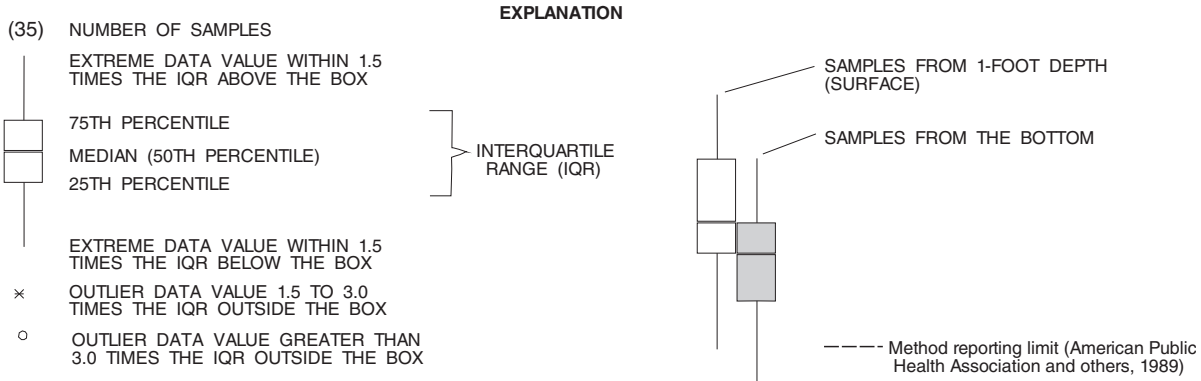 EXPLANATION
(35) NUMBER OF SAMPLES
EXTREME DATA VALUE WITHIN 1.5
TIMES THE IQR ABOVE THE BOX
75TH PERCENTILE
MEDIAN (50TH PERCENTILE)
25TH PERCENTILE
INTERQUARTILE
RANGE (IQR)
EXTREME DATA VALUE WITHIN 1.5
TIMES THE IQR BELOW THE BOX
OUTLIER DATA VALUE 1.5 TO 3.0
TIMES THE IQR OUTSIDE THE BOX
OUTLIER DATA VALUE GREATER THAN
3.0 TIMES THE IQR OUTSIDE THE BOX
SAMPLES FROM 1-FOOT DEPTH
(SURFACE)
SAMPLES FROM THE BOTTOM
Method reporting limit (American Public
Health Association and others, 1989)